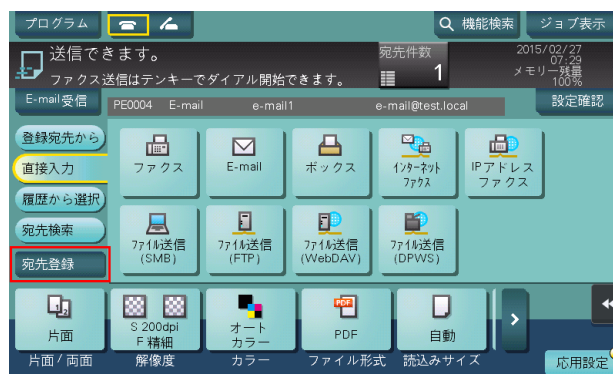 プログラム
機能検索
ジョブ表示
送信できます。
ファクス送信はテンキーでダイアル開始できます。
宛先件数
1
2015/02/27
07:29
メモリー残量
100%
E-mail受信
PE0004 E-mail e-mail1 e-mail@test.local
設定確認
登録宛先から
直接入力
履歴から選択
宛先検索
宛先登録
ファクス
E-mail
ボックス
インターネット
ファクス
IPアドレス
ファクス
ファイル送信
(SMB)
ファイル送信
(FTP)
ファイル送信
(WebDAV)
ファイル送信
(DPWS)
片面
S 200dpi
F 精細
オート
カラー
PDF
PDF
自動
片面/両面
解像度
カラー
ファイル形式
読込みサイズ
応用設定